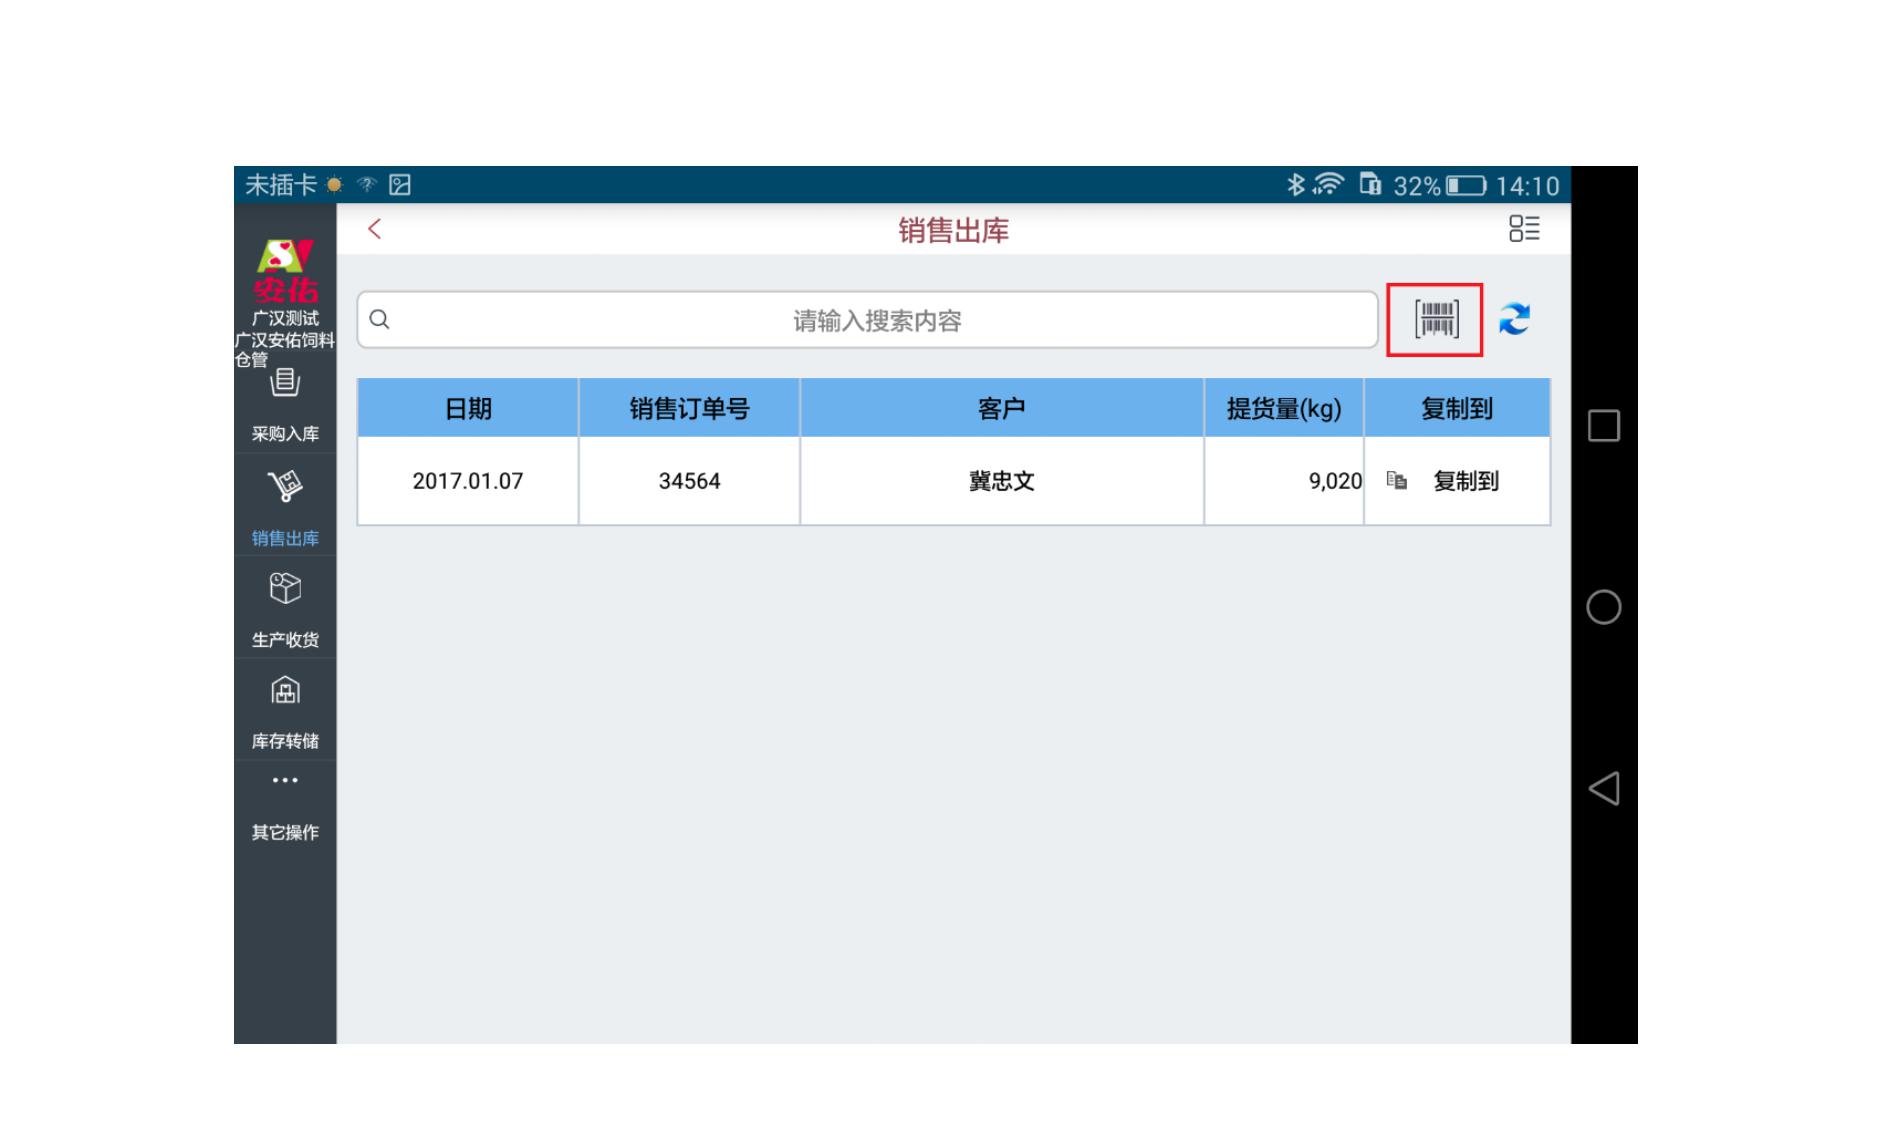 未插卡
32% 14:10
安佑
广汉测试
广汉安佑饲料
仓管
采购入库
销售出库
生产收货
库存转储
其它操作
销售出库
请输入搜索内容
日期 销售订单号 客户 提货量(kg) 复制到
2017.01.07 34564 冀忠文 9,020 复制到